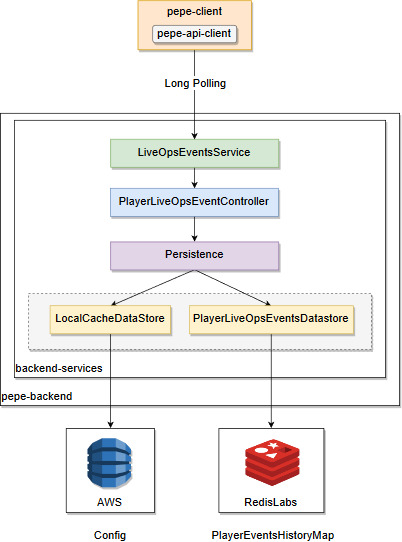 pepe-client
pepe-api-client
Long Polling
LiveOpsEventsService
PlayerLiveOpsEventController
Persistence
LocalCacheDataStore
PlayerLiveOpsEventsDatastore
backend-services
pepe-backend
AWS
RedisLabs
Config
PlayerEventsHistoryMap